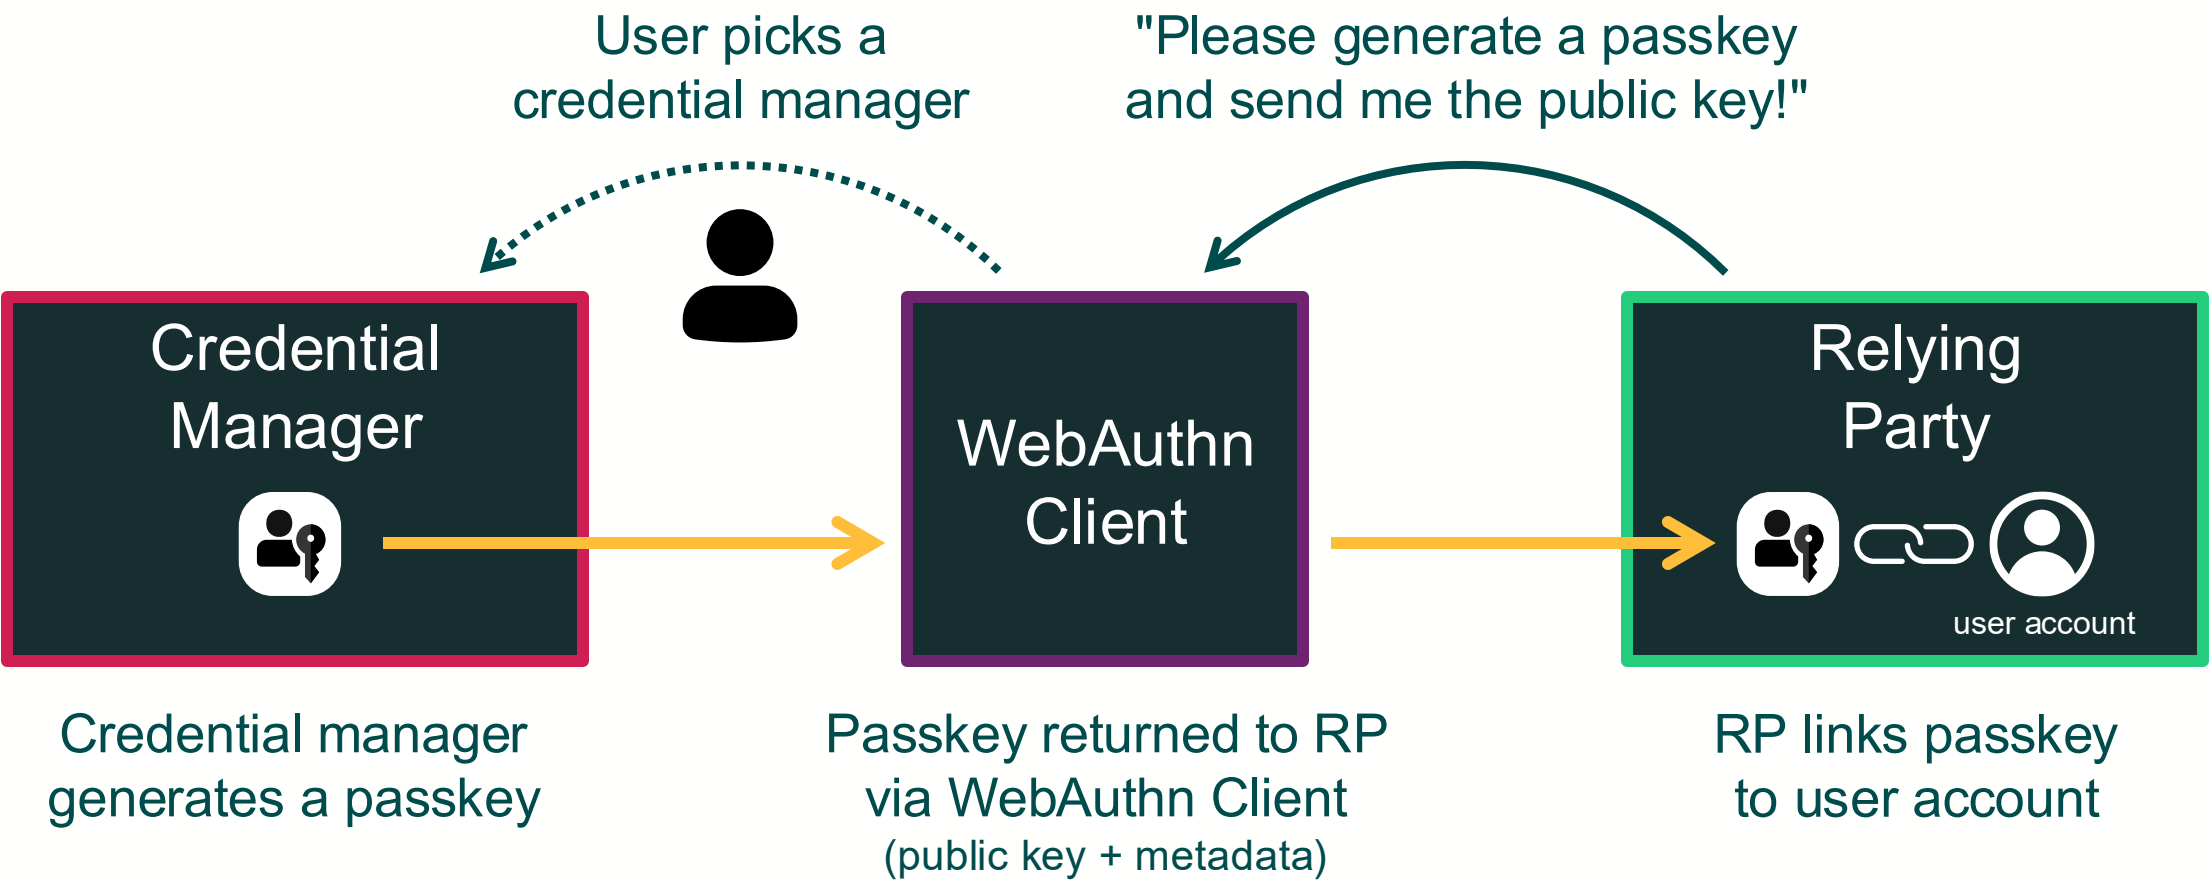 User picks a
credential manager
"Please generate a passkey
and send me the public key!"
Credential
Manager
WebAuthn
Client
Relying
Party
user account
Credential manager
generates a passkey
Passkey returned to RP
via WebAuthn Client
(public key + metadata)
RP links passkey
to user account